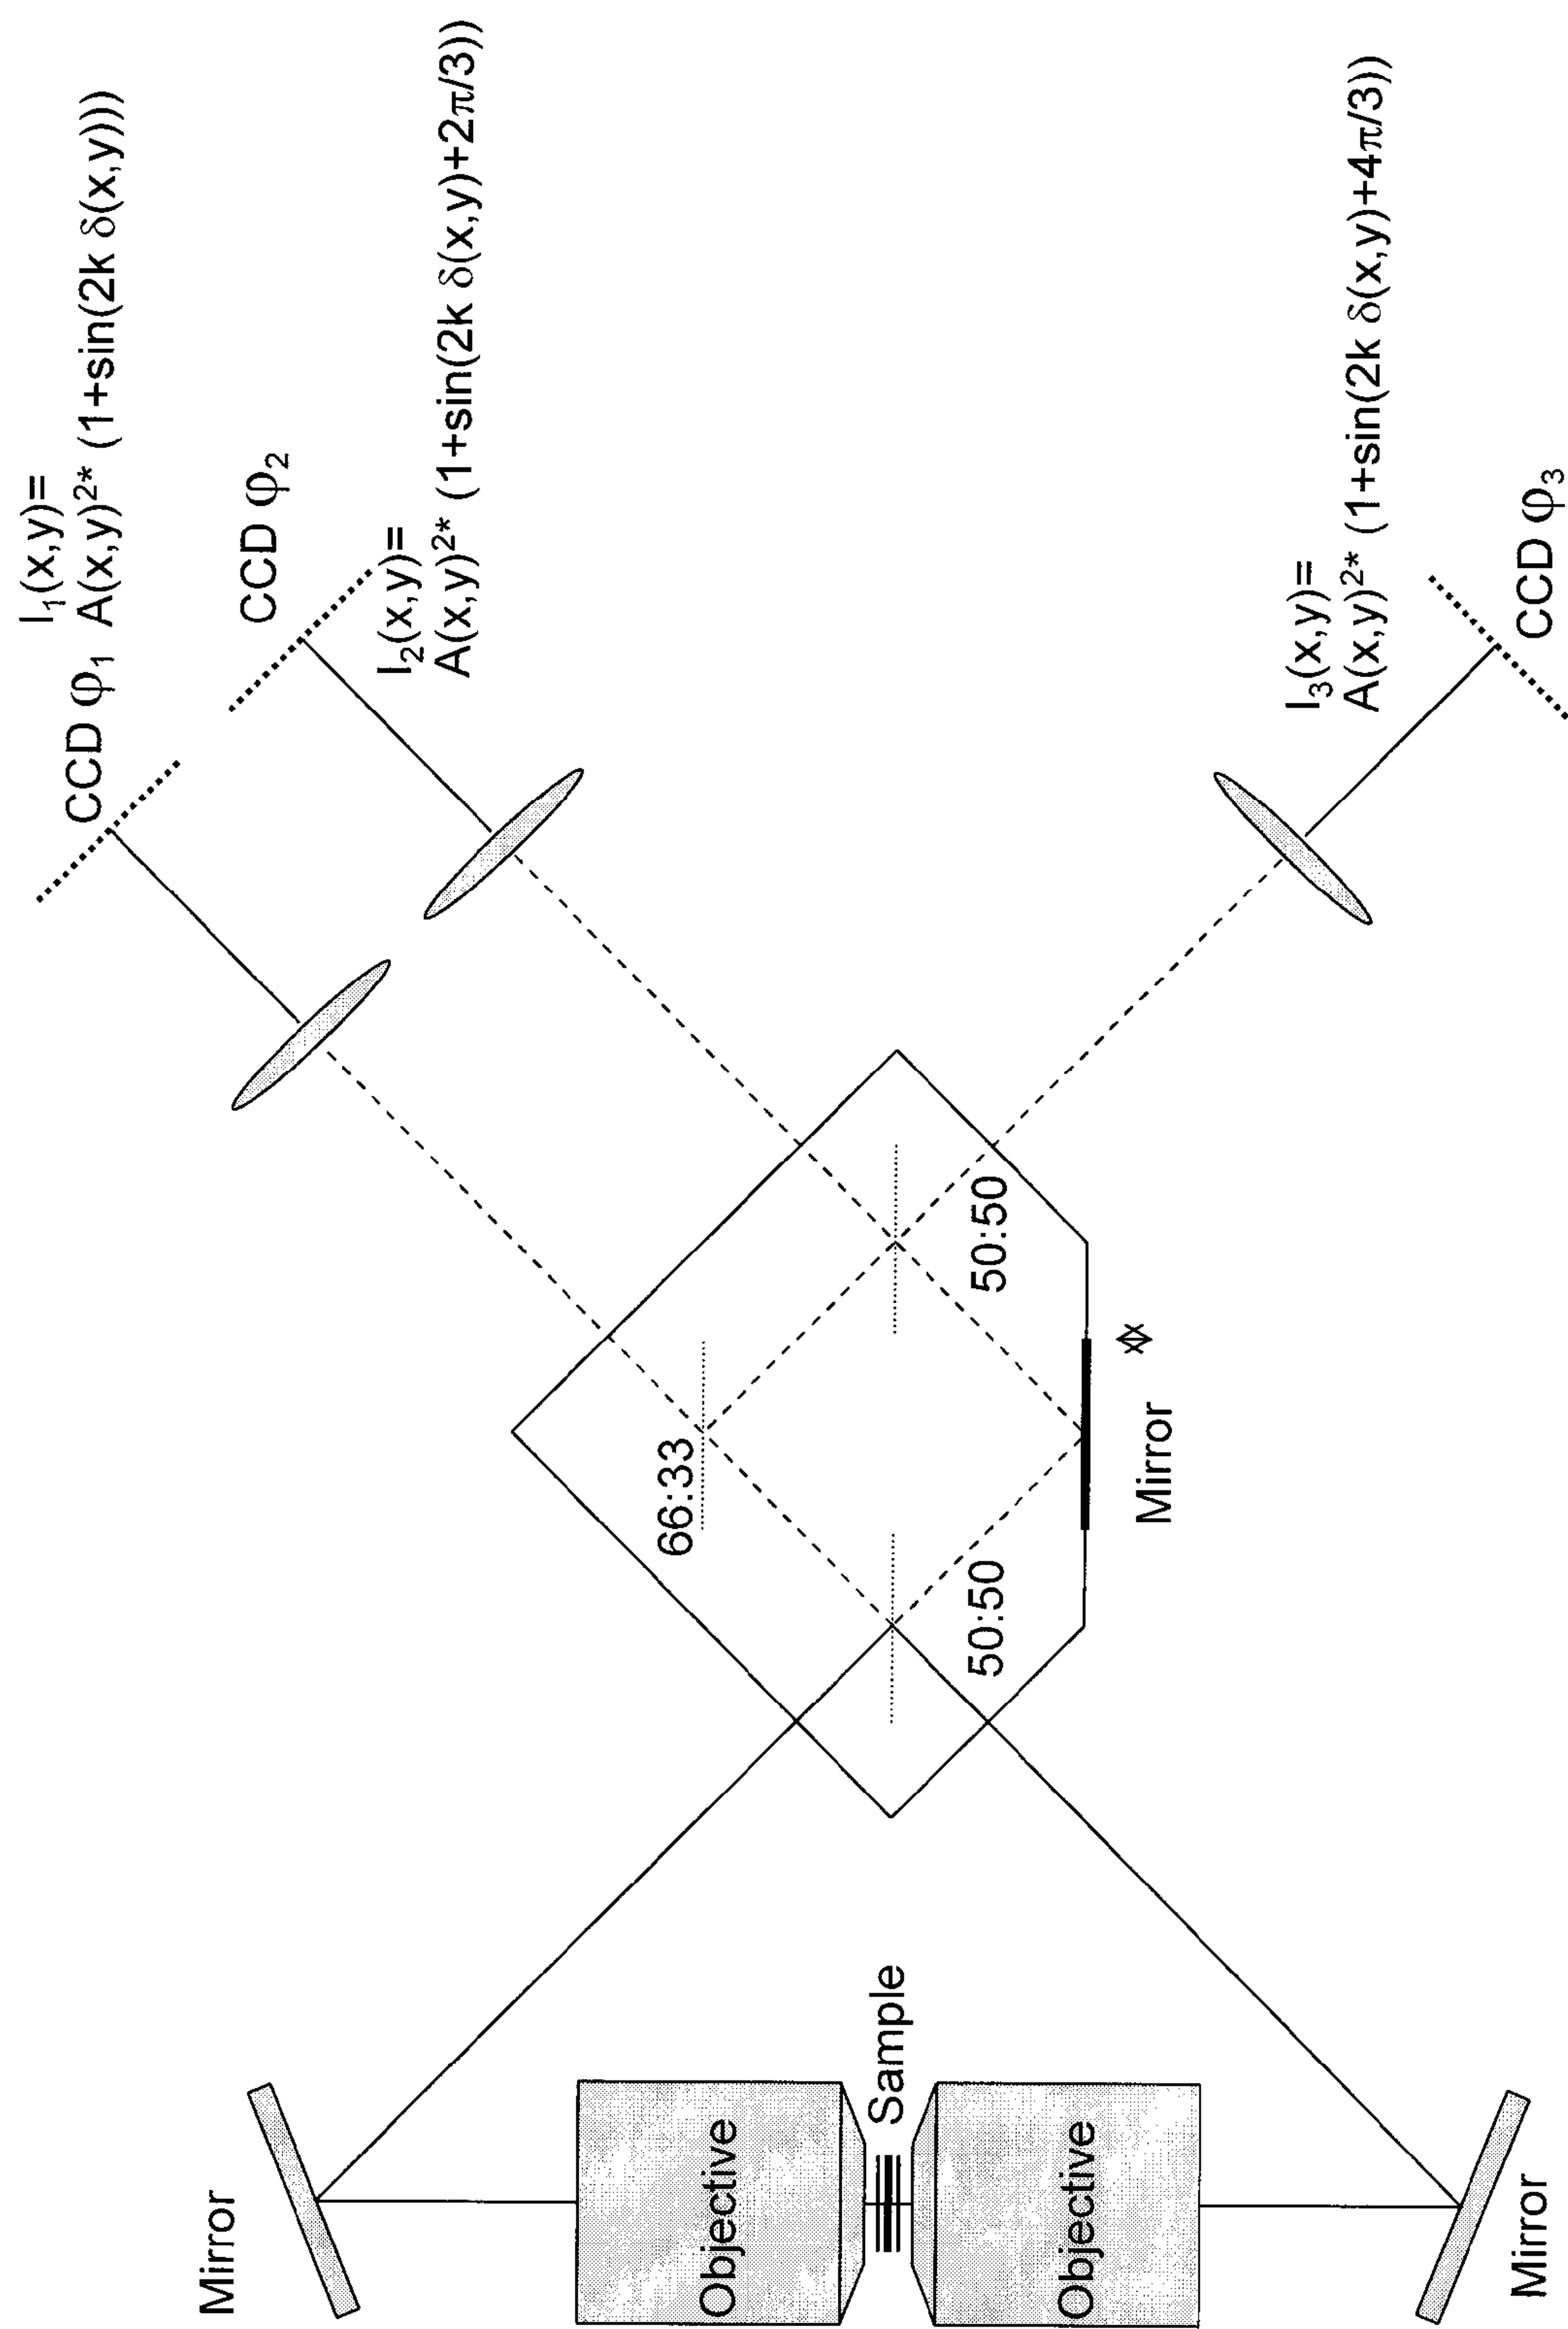 I₁(x,y)=
CCD φ₁ A(x,y)²* (1+sin(2k δ(x,y)))
CCD φ₂
I₂(x,y)=
A(x,y)²* (1+sin(2k δ(x,y)+2π/3))
I₃(x,y)=
A(x,y)²* (1+sin(2k δ(x,y)+4π/3))
CCD φ₃
66:33
50:50
50:50
Mirror
Mirror
Objective
Sample
Objective
Mirror